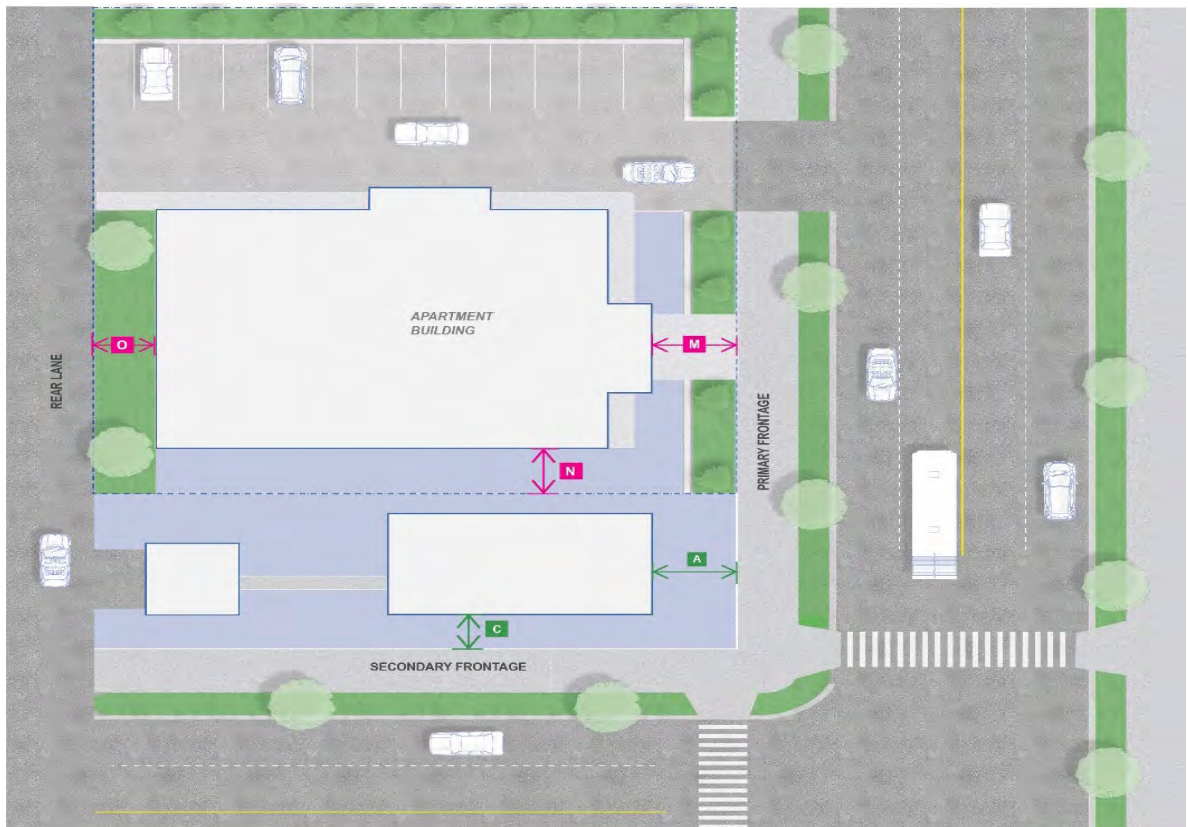 APARTMENT
BUILDING
O
M
REAR LANE
PRIMARY FRONTAGE
N
A
C
SECONDARY FRONTAGE